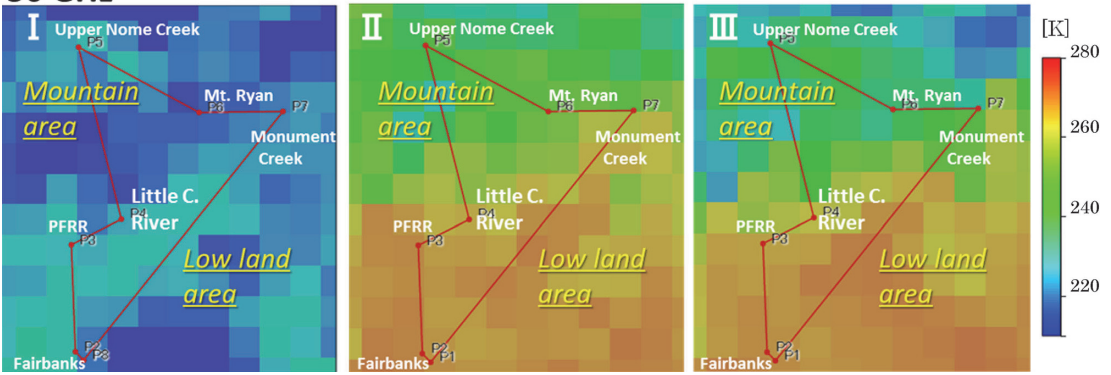 I
Upper Nome Creek
P5
Mountain
area
Mt. Ryan
P6
P7
Monument
Creek
Little C.
P4
River
PFRR
P3
Low land
area
P2
P8
Fairbanks
II
Upper Nome Creek
P5
Mountain
area
Mt. Ryan
P6
P7
Monument
Creek
Little C.
P4
River
PFRR
P3
Low land
area
P2
P1
Fairbanks
III
Upper Nome Creek
P5
Mountain
area
Mt. Ryan
P6
P7
Monument
Creek
Little C.
P4
River
PFRR
P3
Low land
area
P2
P1
Fairbanks
[K]
280
260
240
220